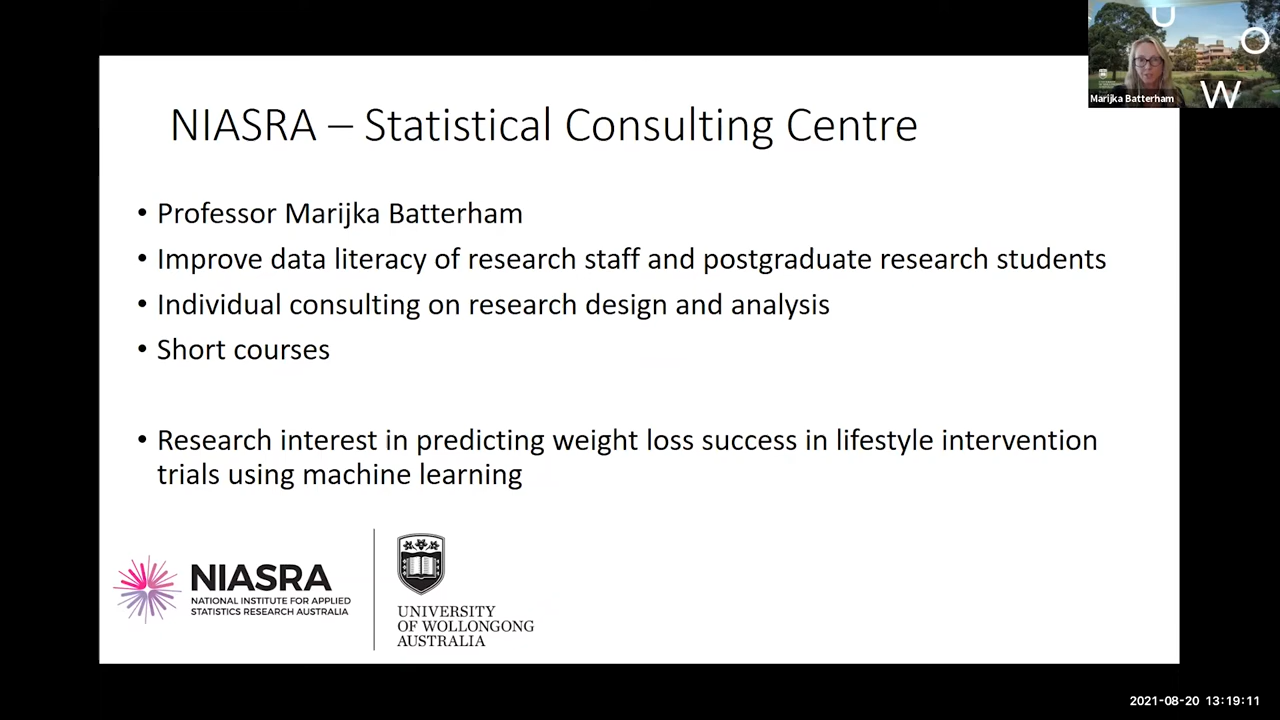 U
O
W
Marijka Batterham
NIASRA – Statistical Consulting Centre
• Professor Marijka Batterham
• Improve data literacy of research staff and postgraduate research students
• Individual consulting on research design and analysis
• Short courses
• Research interest in predicting weight loss success in lifestyle intervention
trials using machine learning
NIASRA
NATIONAL INSTITUTE FOR APPLIED
STATISTICS RESEARCH AUSTRALIA
UNIVERSITY
OF WOLLONGONG
AUSTRALIA
2021-08-20 13:19:11